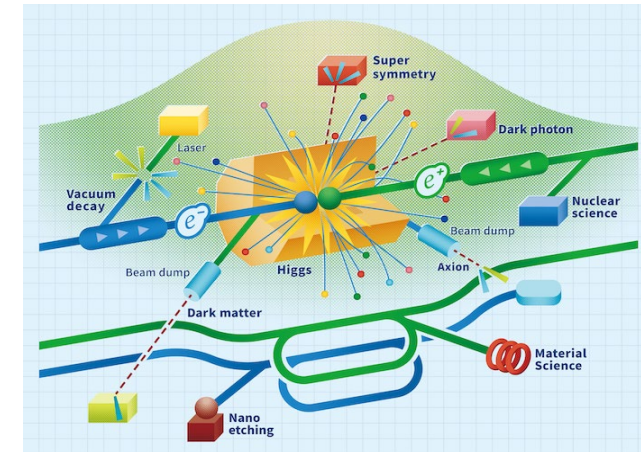 Super
symmetry
Dark photon
Laser
Vacuum
decay
e⁻
e⁺
Nuclear
science
Beam dump
Axion
Beam dump
Higgs
Dark matter
Material
Science
Nano
etching